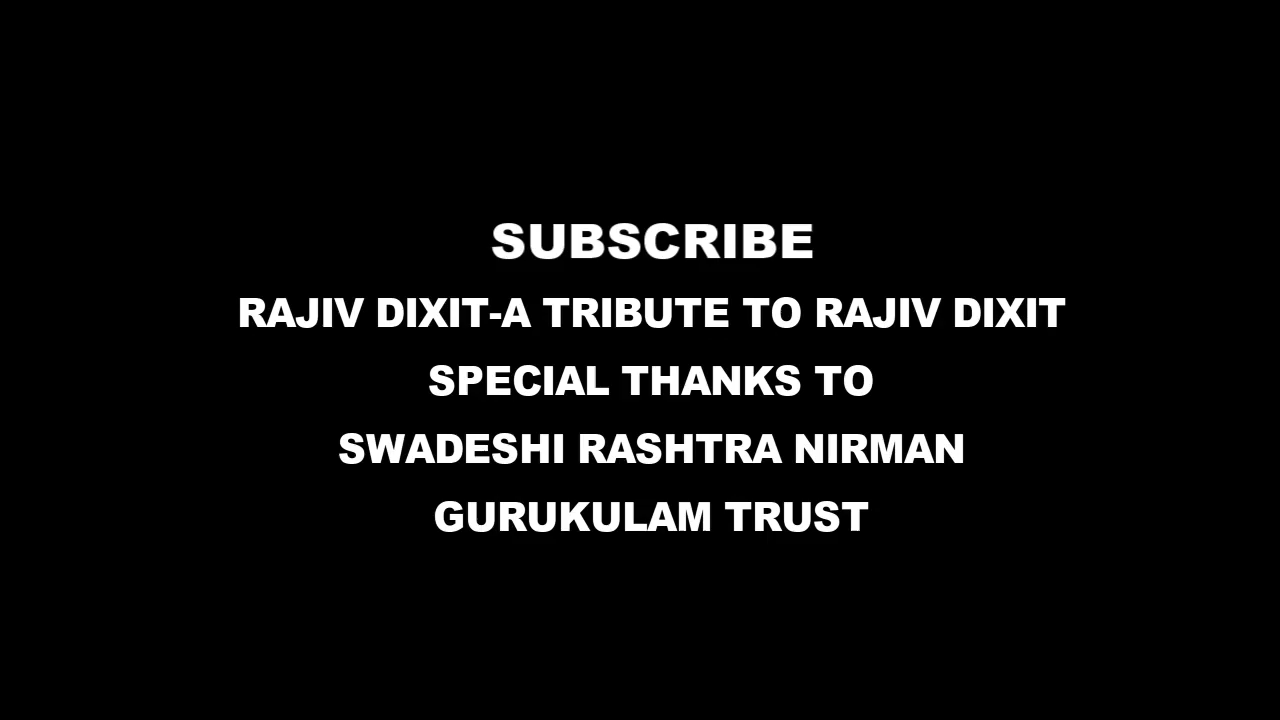 SUBSCRIBE
RAJIV DIXIT-A TRIBUTE TO RAJIV DIXIT
SPECIAL THANKS TO
SWADESHI RASHTRA NIRMAN
GURUKULAM TRUST